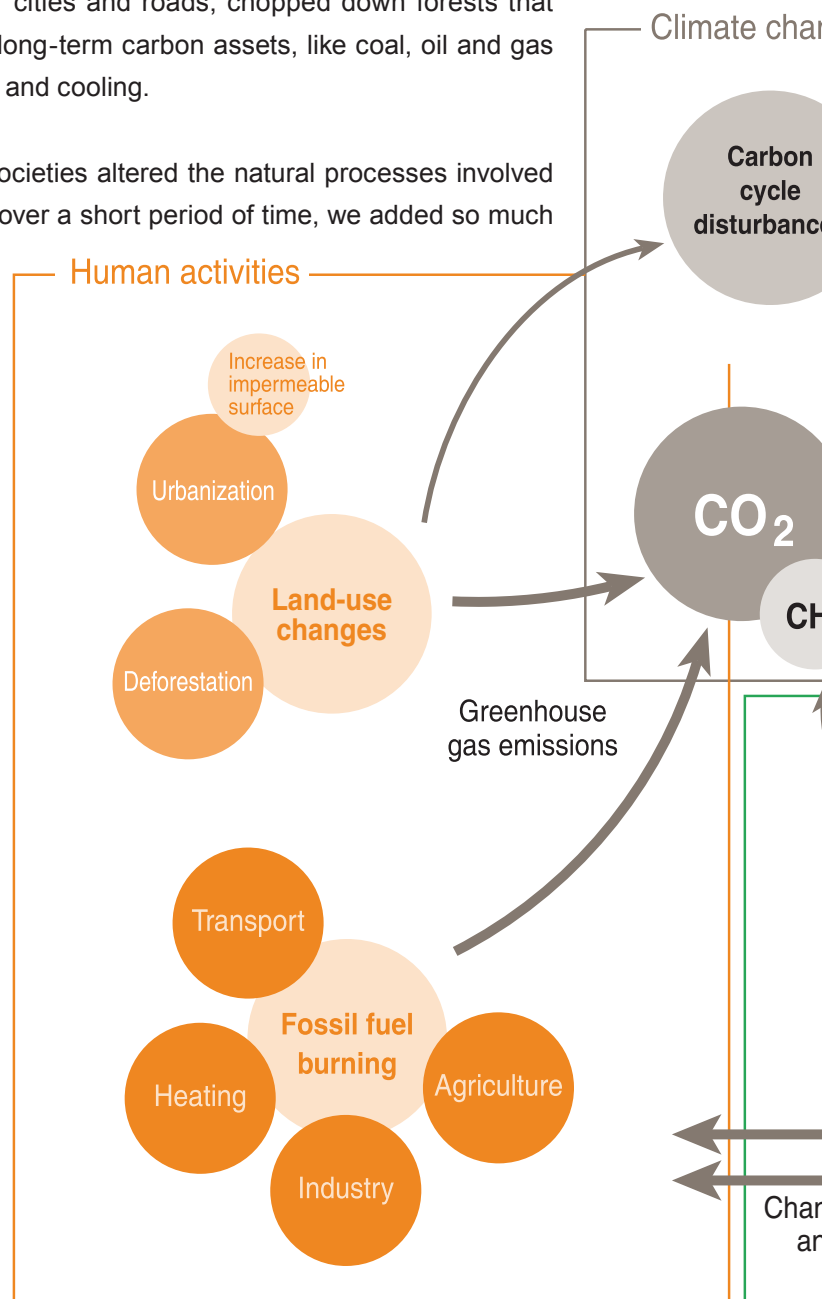 cities and roads, chopped down forests that
long-term carbon assets, like coal, oil and gas
and cooling.
ocieties altered the natural processes involved
over a short period of time, we added so much
Climate char
Carbon
cycle
disturbance
Human activities
Increase in
impermeable
surface
Urbanization
CO2
CH
Land-use
changes
Deforestation
Greenhouse
gas emissions
Transport
Fossil fuel
burning
Agriculture
Heating
Industry
Chan
an